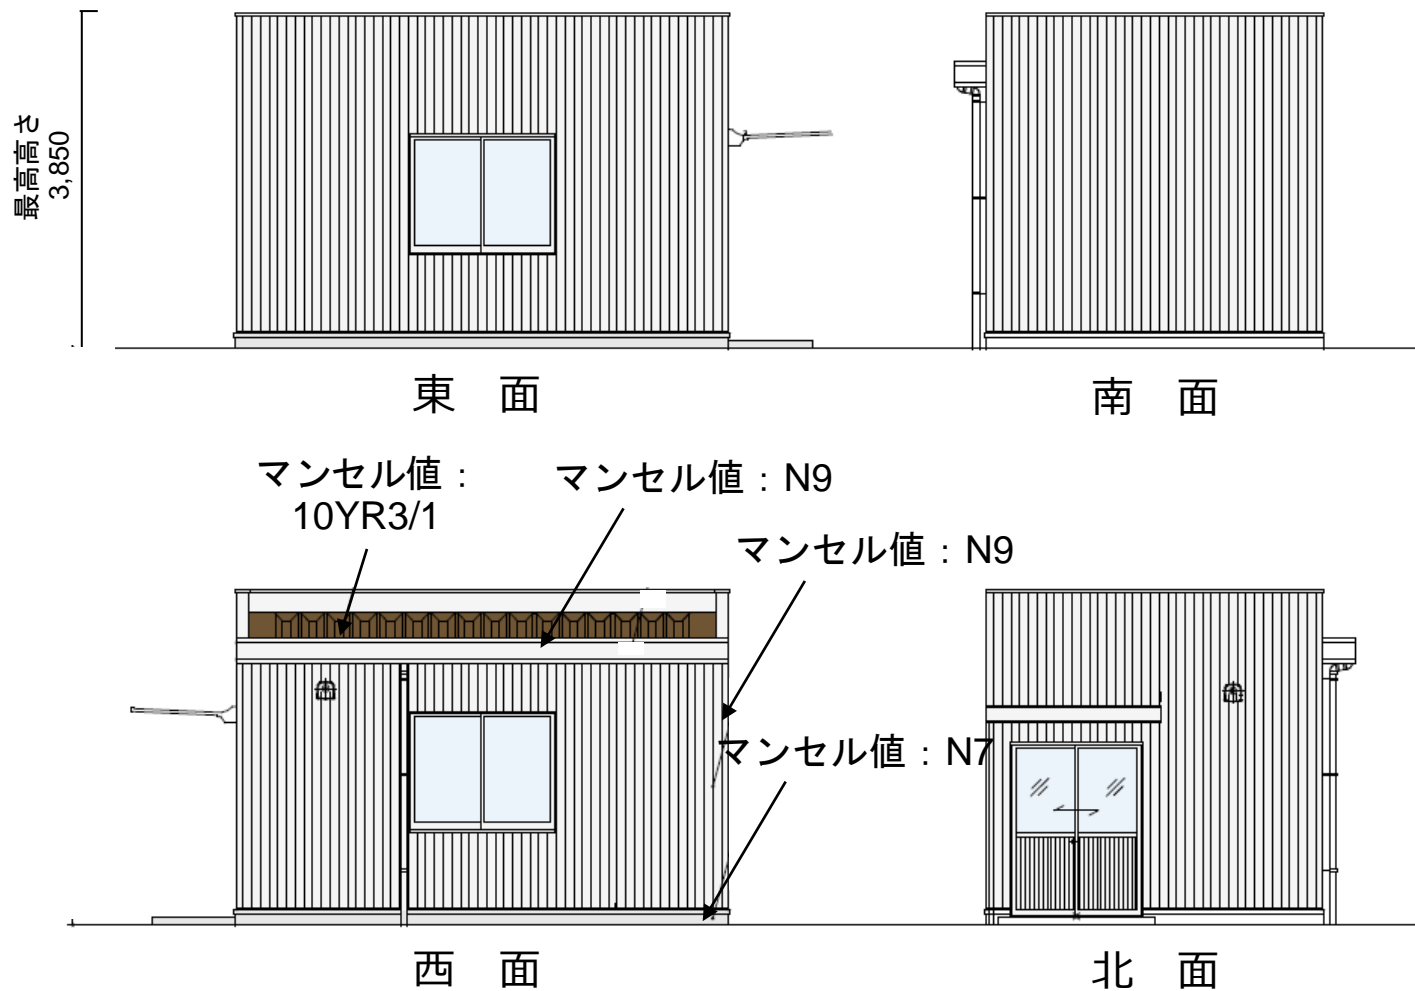 最高高さ
3,850
東　面
南　面
マンセル値：
10YR3/1
マンセル値：N9
マンセル値：N9
マンセル値：N7
西　面
北　面